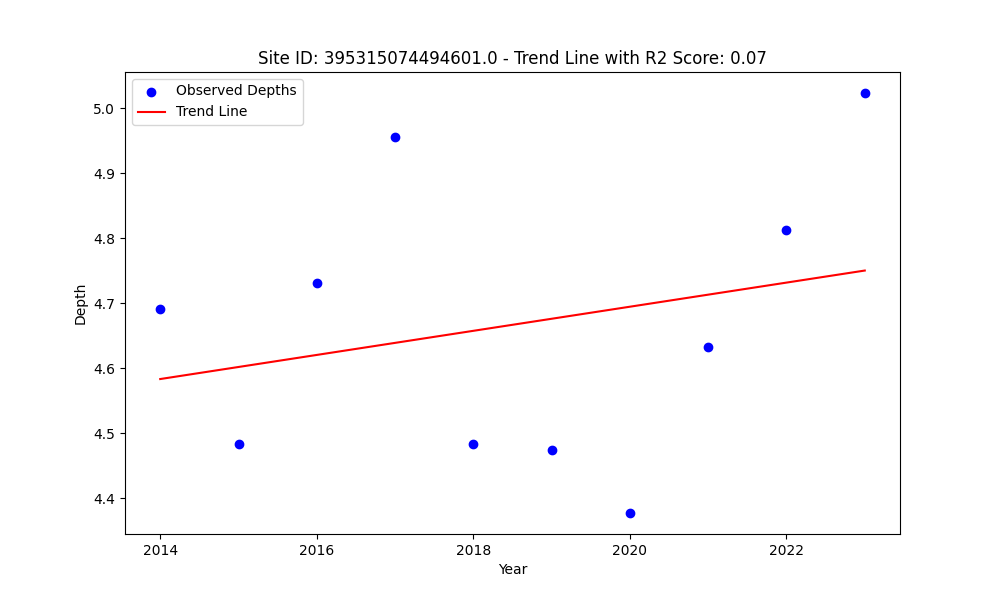 Site ID: 395315074494601.0 - Trend Line with R2 Score: 0.07
Observed Depths
Trend Line
5.0
4.9
4.8
4.7
4.6
4.5
4.4
Depth
2014
2016
2018
2020
2022
Year